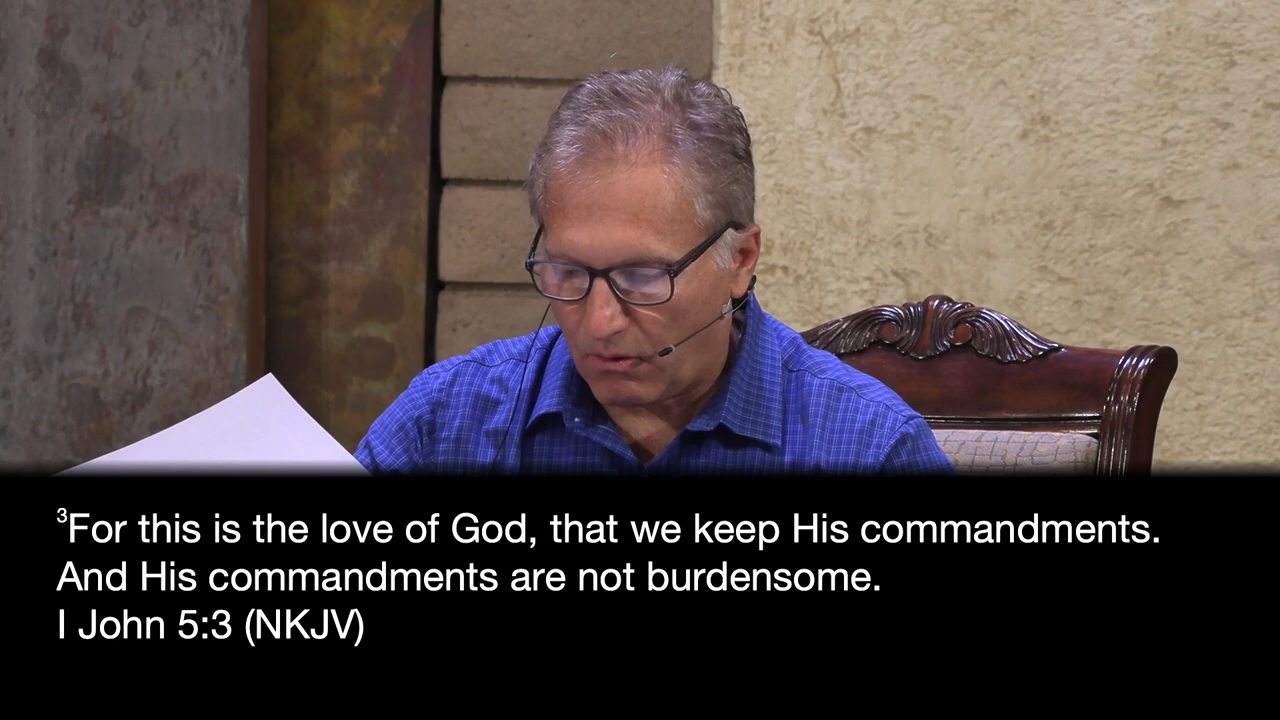 ³For this is the love of God, that we keep His commandments.
And His commandments are not burdensome.
I John 5:3 (NKJV)